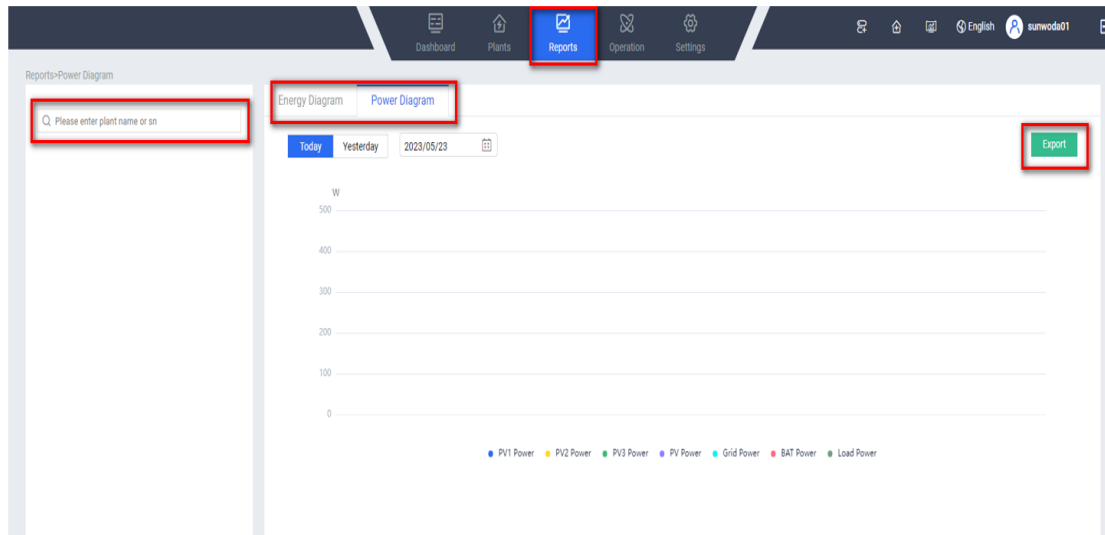 Dashboard Plants Reports Operation Settings
English sunwoda01
Reports>Power Diagram
Please enter plant name or sn
Energy Diagram Power Diagram
Today Yesterday 2023/05/23 Export
W
500
400
300
200
100
0
PV1 Power PV2 Power PV3 Power PV Power Grid Power BAT Power Load Power